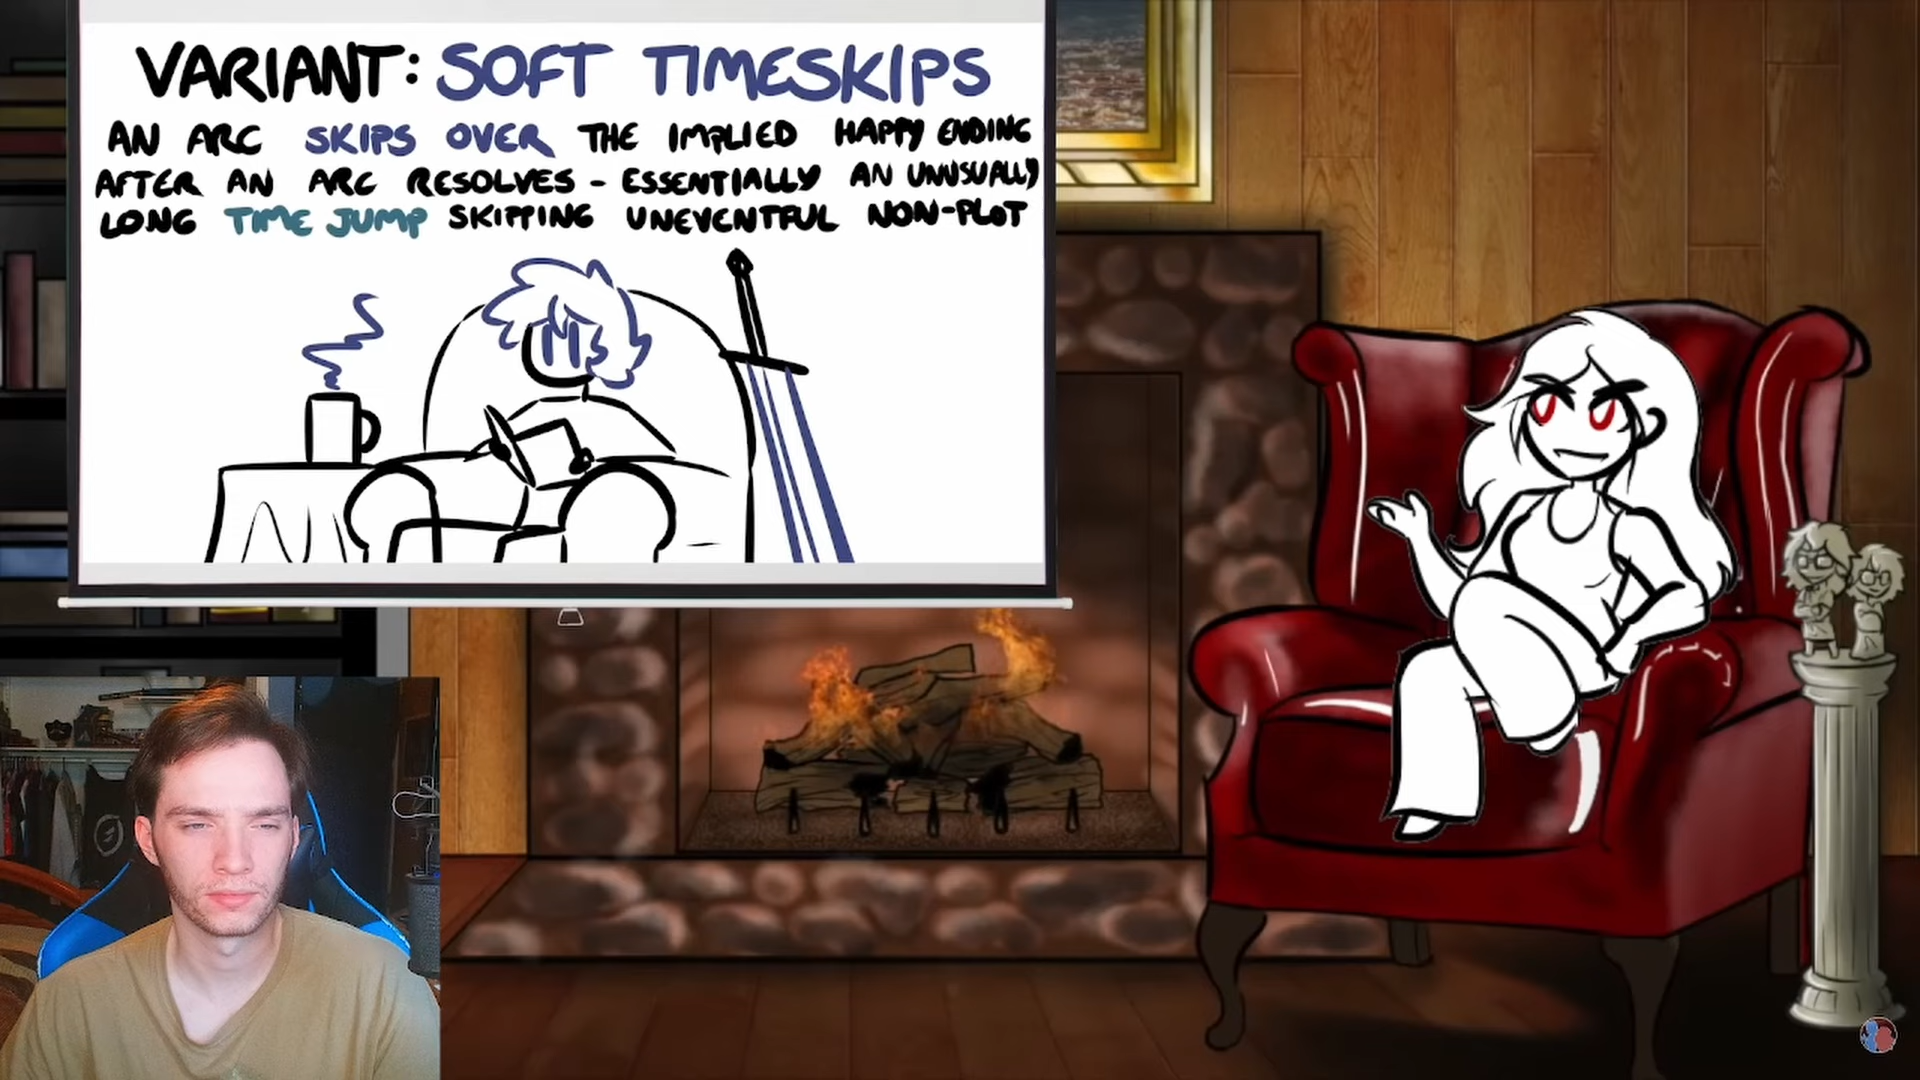 VARIANT: SOFT TIMESKIPS
AN ARC SKIPS OVER THE IMPLIED HAPPY ENDING
AFTER AN ARC RESOLVES - ESSENTIALLY AN UNUSUALLY
LONG TIME JUMP SKIPPING UNEVENTFUL NON-PLOT